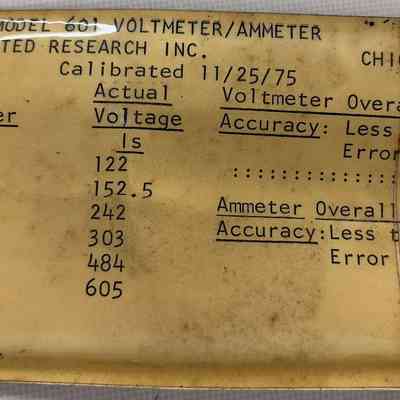 MODEL 601 VOLTMETER/AMMETER
TED RESEARCH INC.
CHI
Calibrated 11/25/75
Actual Voltmeter Overa
er Voltage Accuracy: Less
Is Error
122
152.5 :::::::::::::::
242 Ammeter Overall
303 Accuracy:Less t
484 Error
605